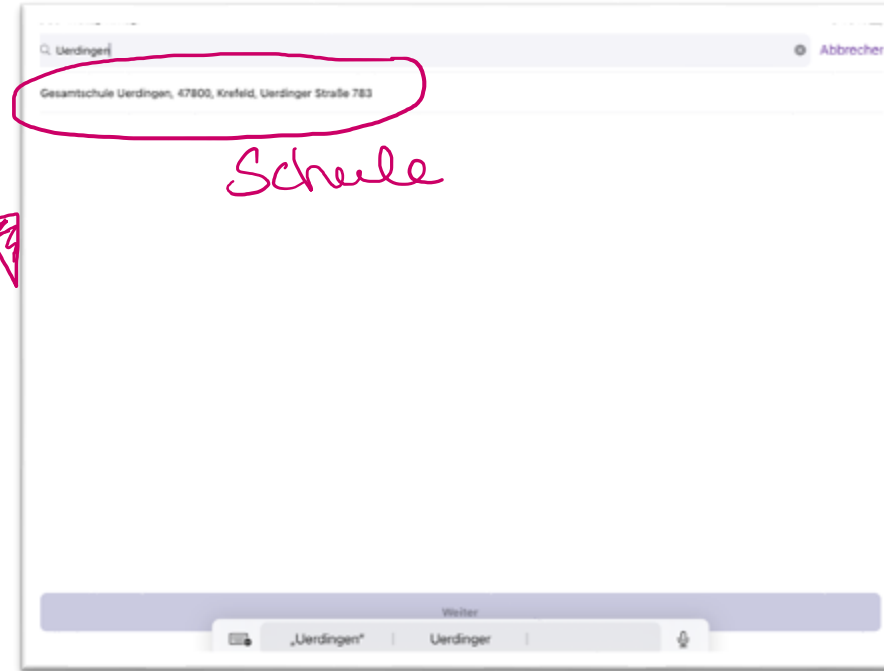 Uerdingen
Abbrechen
Gesamtschule Uerdingen, 47800, Krefeld, Uerdinger Straße 783
Schule
Weiter
„Uerdingen“
Uerdinger